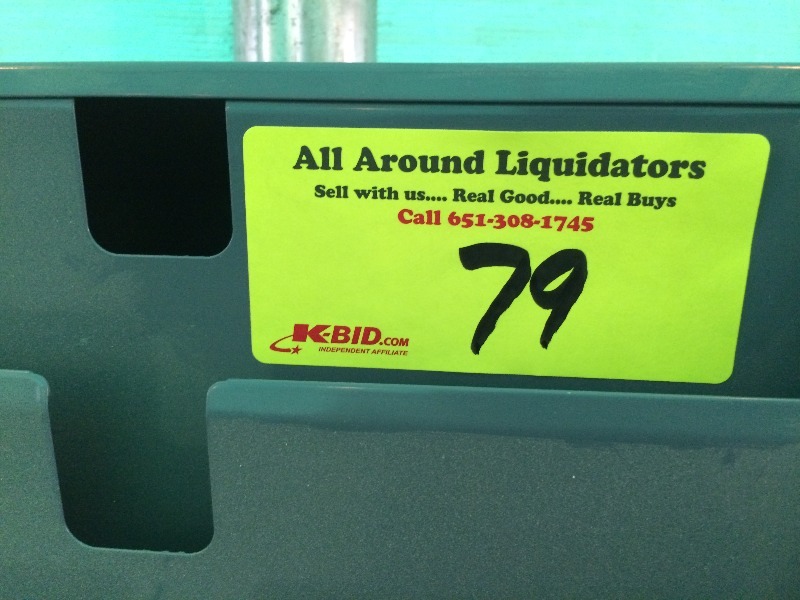 All Around Liquidators
Sell with us.... Real Good.... Real Buys
Call 651-308-1745
79
K-BID.COM
INDEPENDENT AFFILIATE